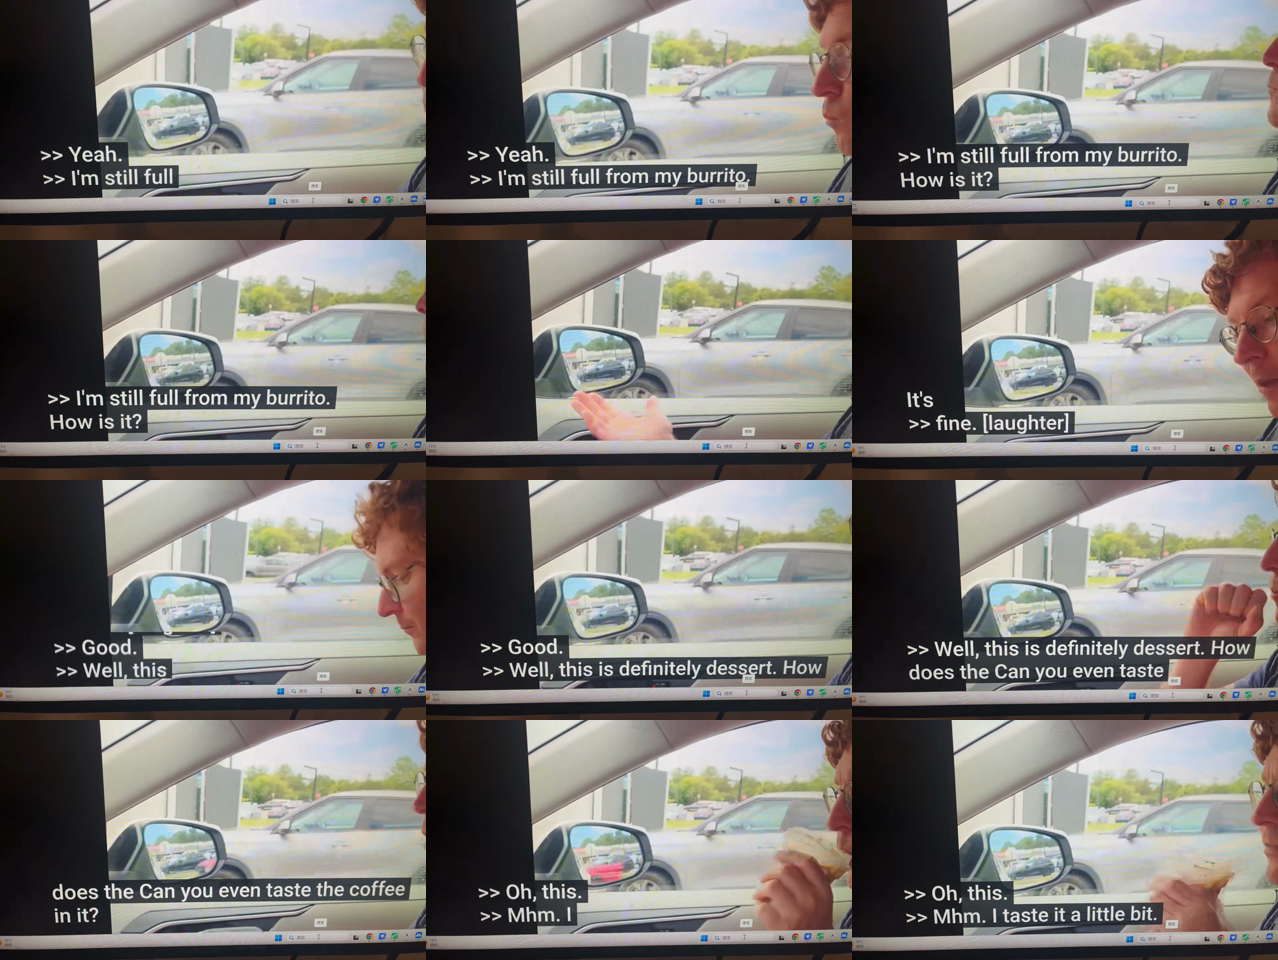 >> Yeah.
>> I'm still full
>> Yeah.
>> I'm still full from my burrito.
>> I'm still full from my burrito.
How is it?
>> I'm still full from my burrito.
How is it?
It's
>> fine. [laughter]
>> Good.
>> Well, this
>> Good.
>> Well, this is definitely dessert. How
>> Well, this is definitely dessert. How
does the Can you even taste
does the Can you even taste the coffee
in it?
>> Oh, this.
>> Mhm. I
>> Oh, this.
>> Mhm. I taste it a little bit.